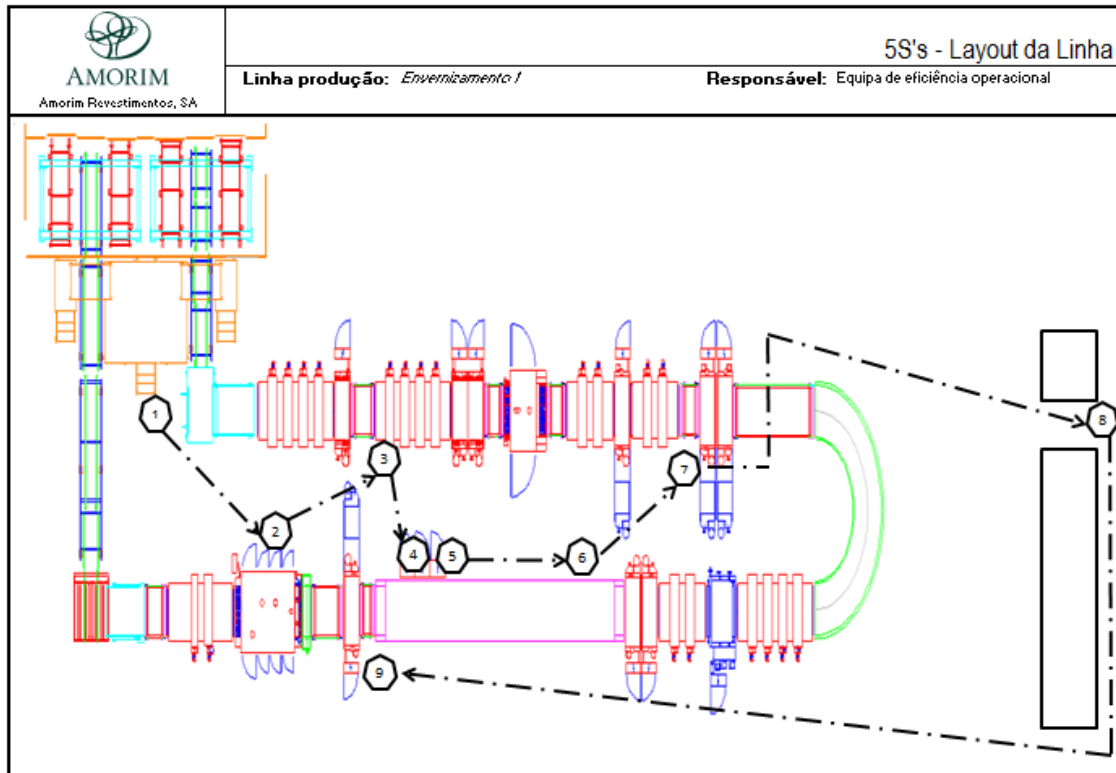 AMORIM
Amorim Revestimentos, SA
5S's - Layout da Linha
Linha produção: Envernizamento 1
Responsável: Equipa de eficiência operacional
1
2
3
4
5
6
7
8
9